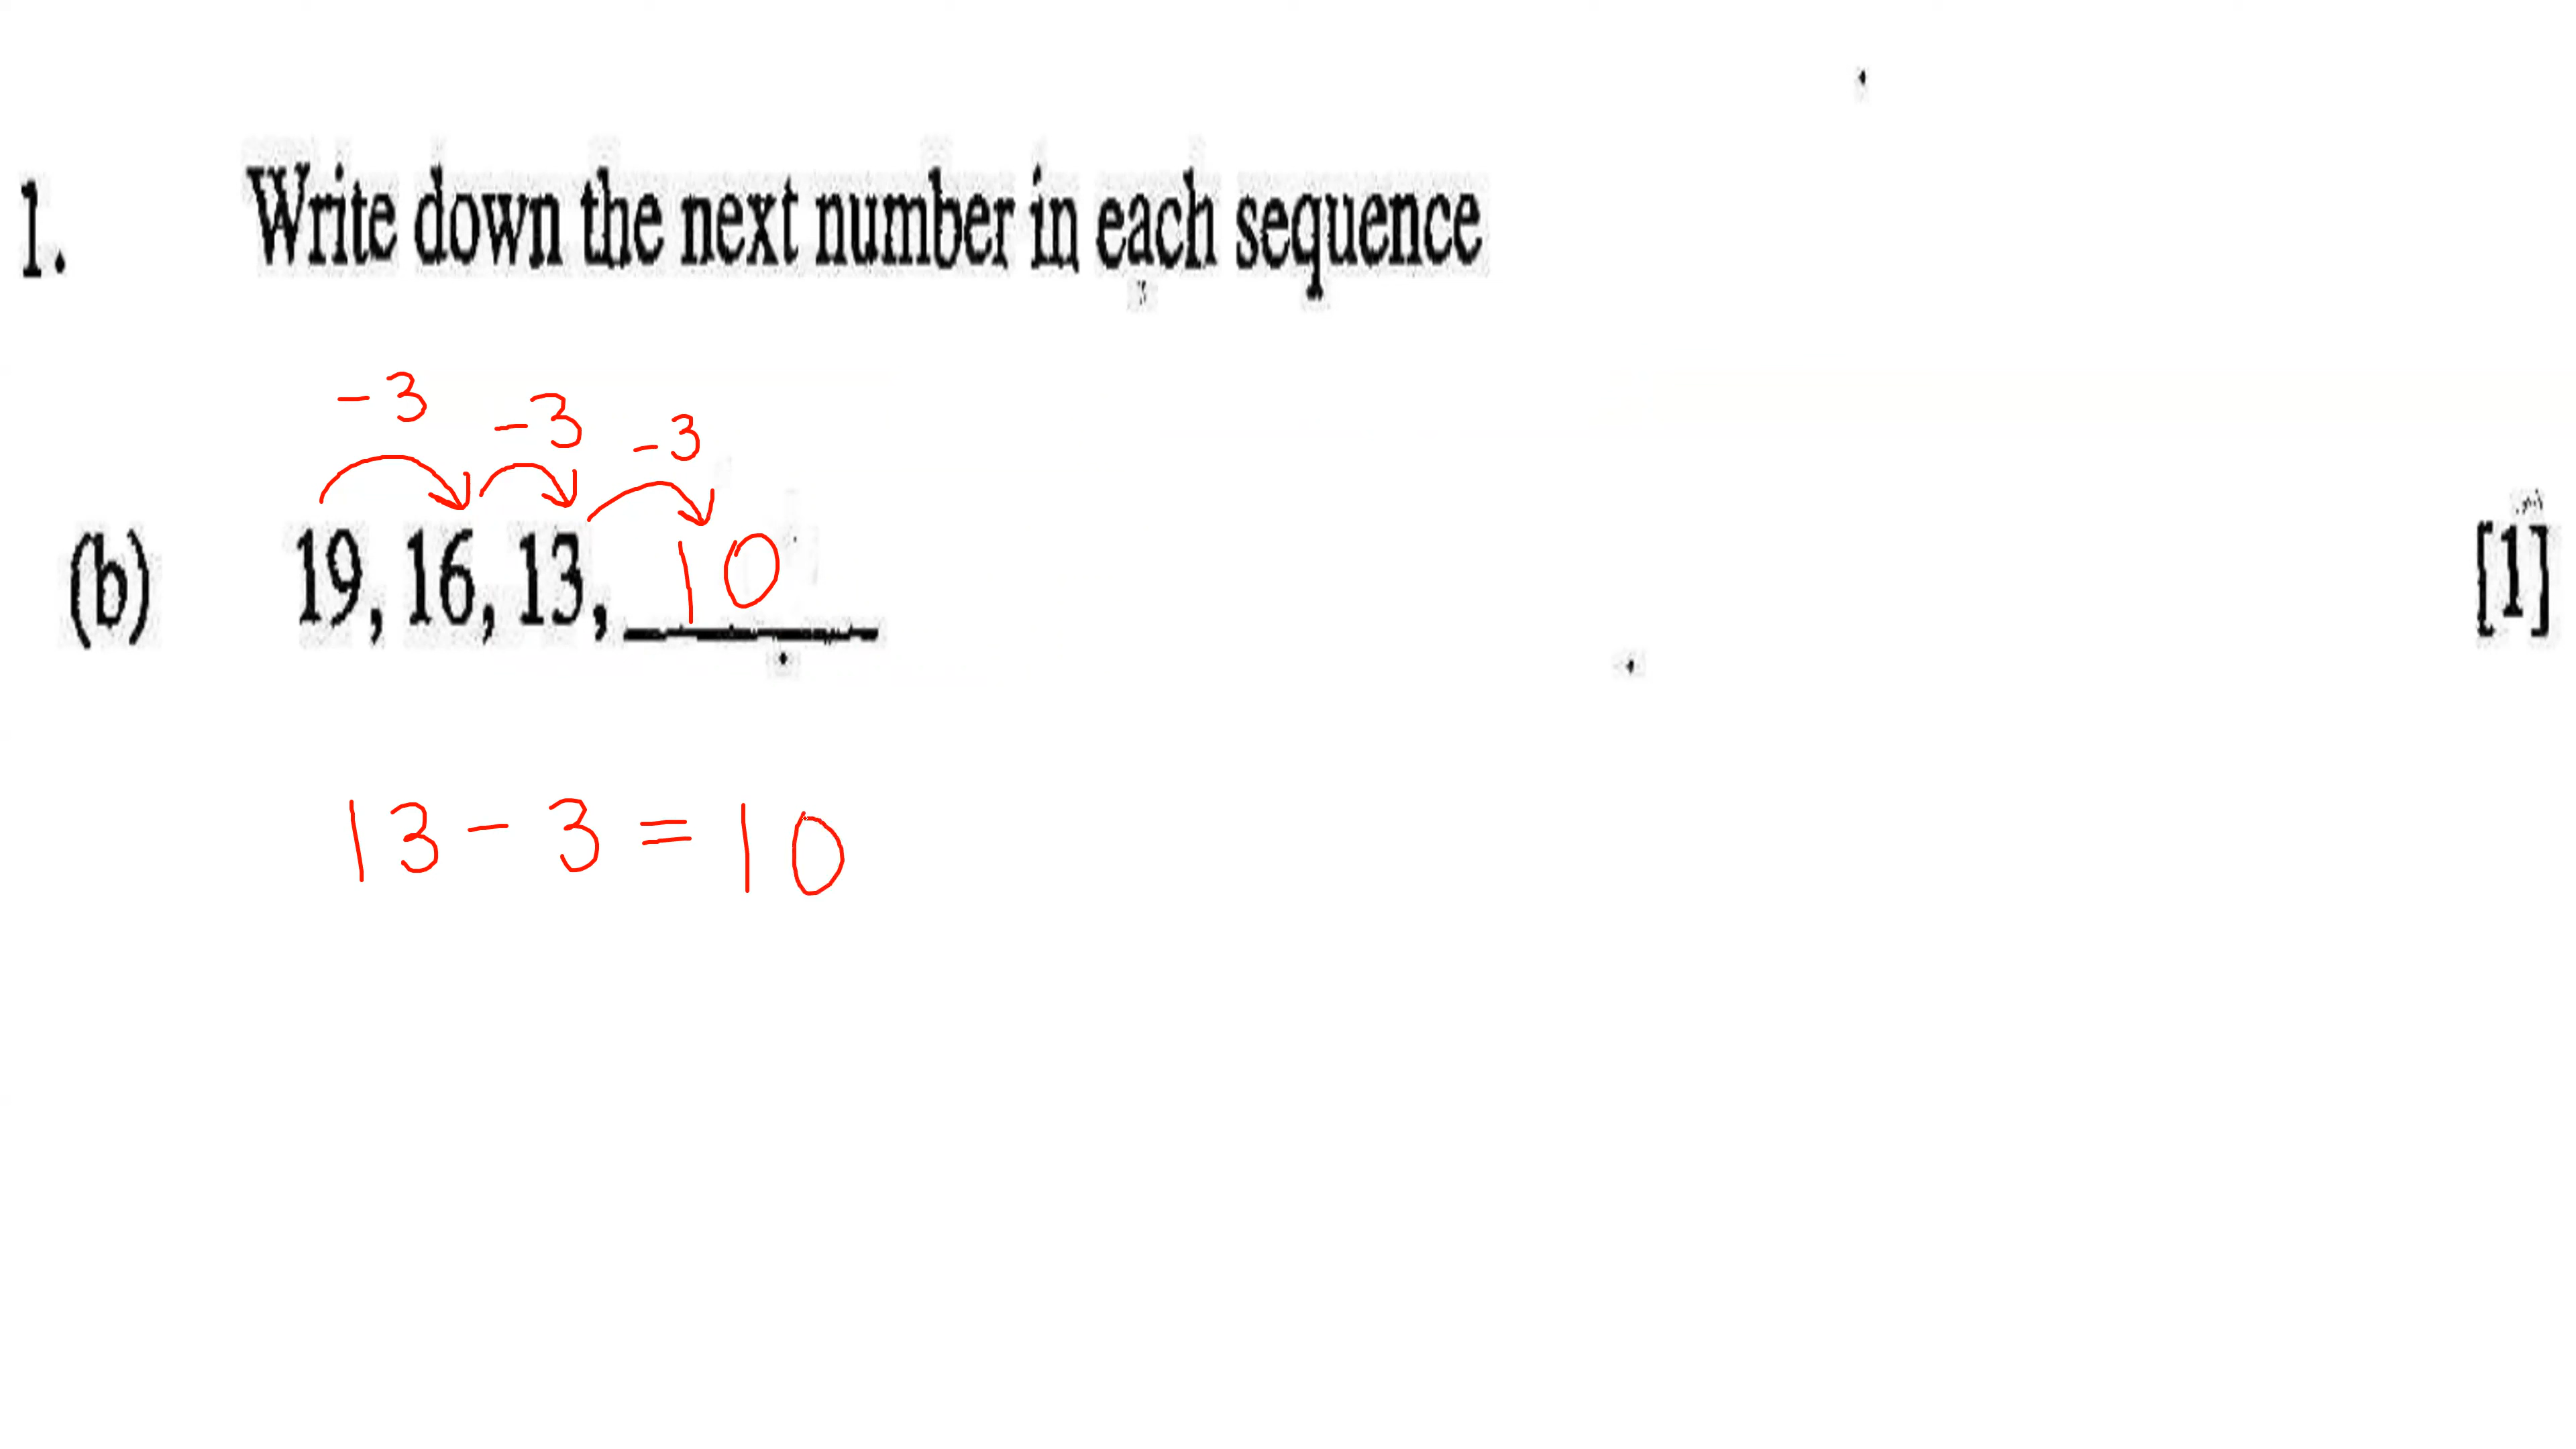 1. Write down the next number in each sequence
-3 -3 -3
(b) 19, 16, 13, 10 [1]
13 - 3 = 10